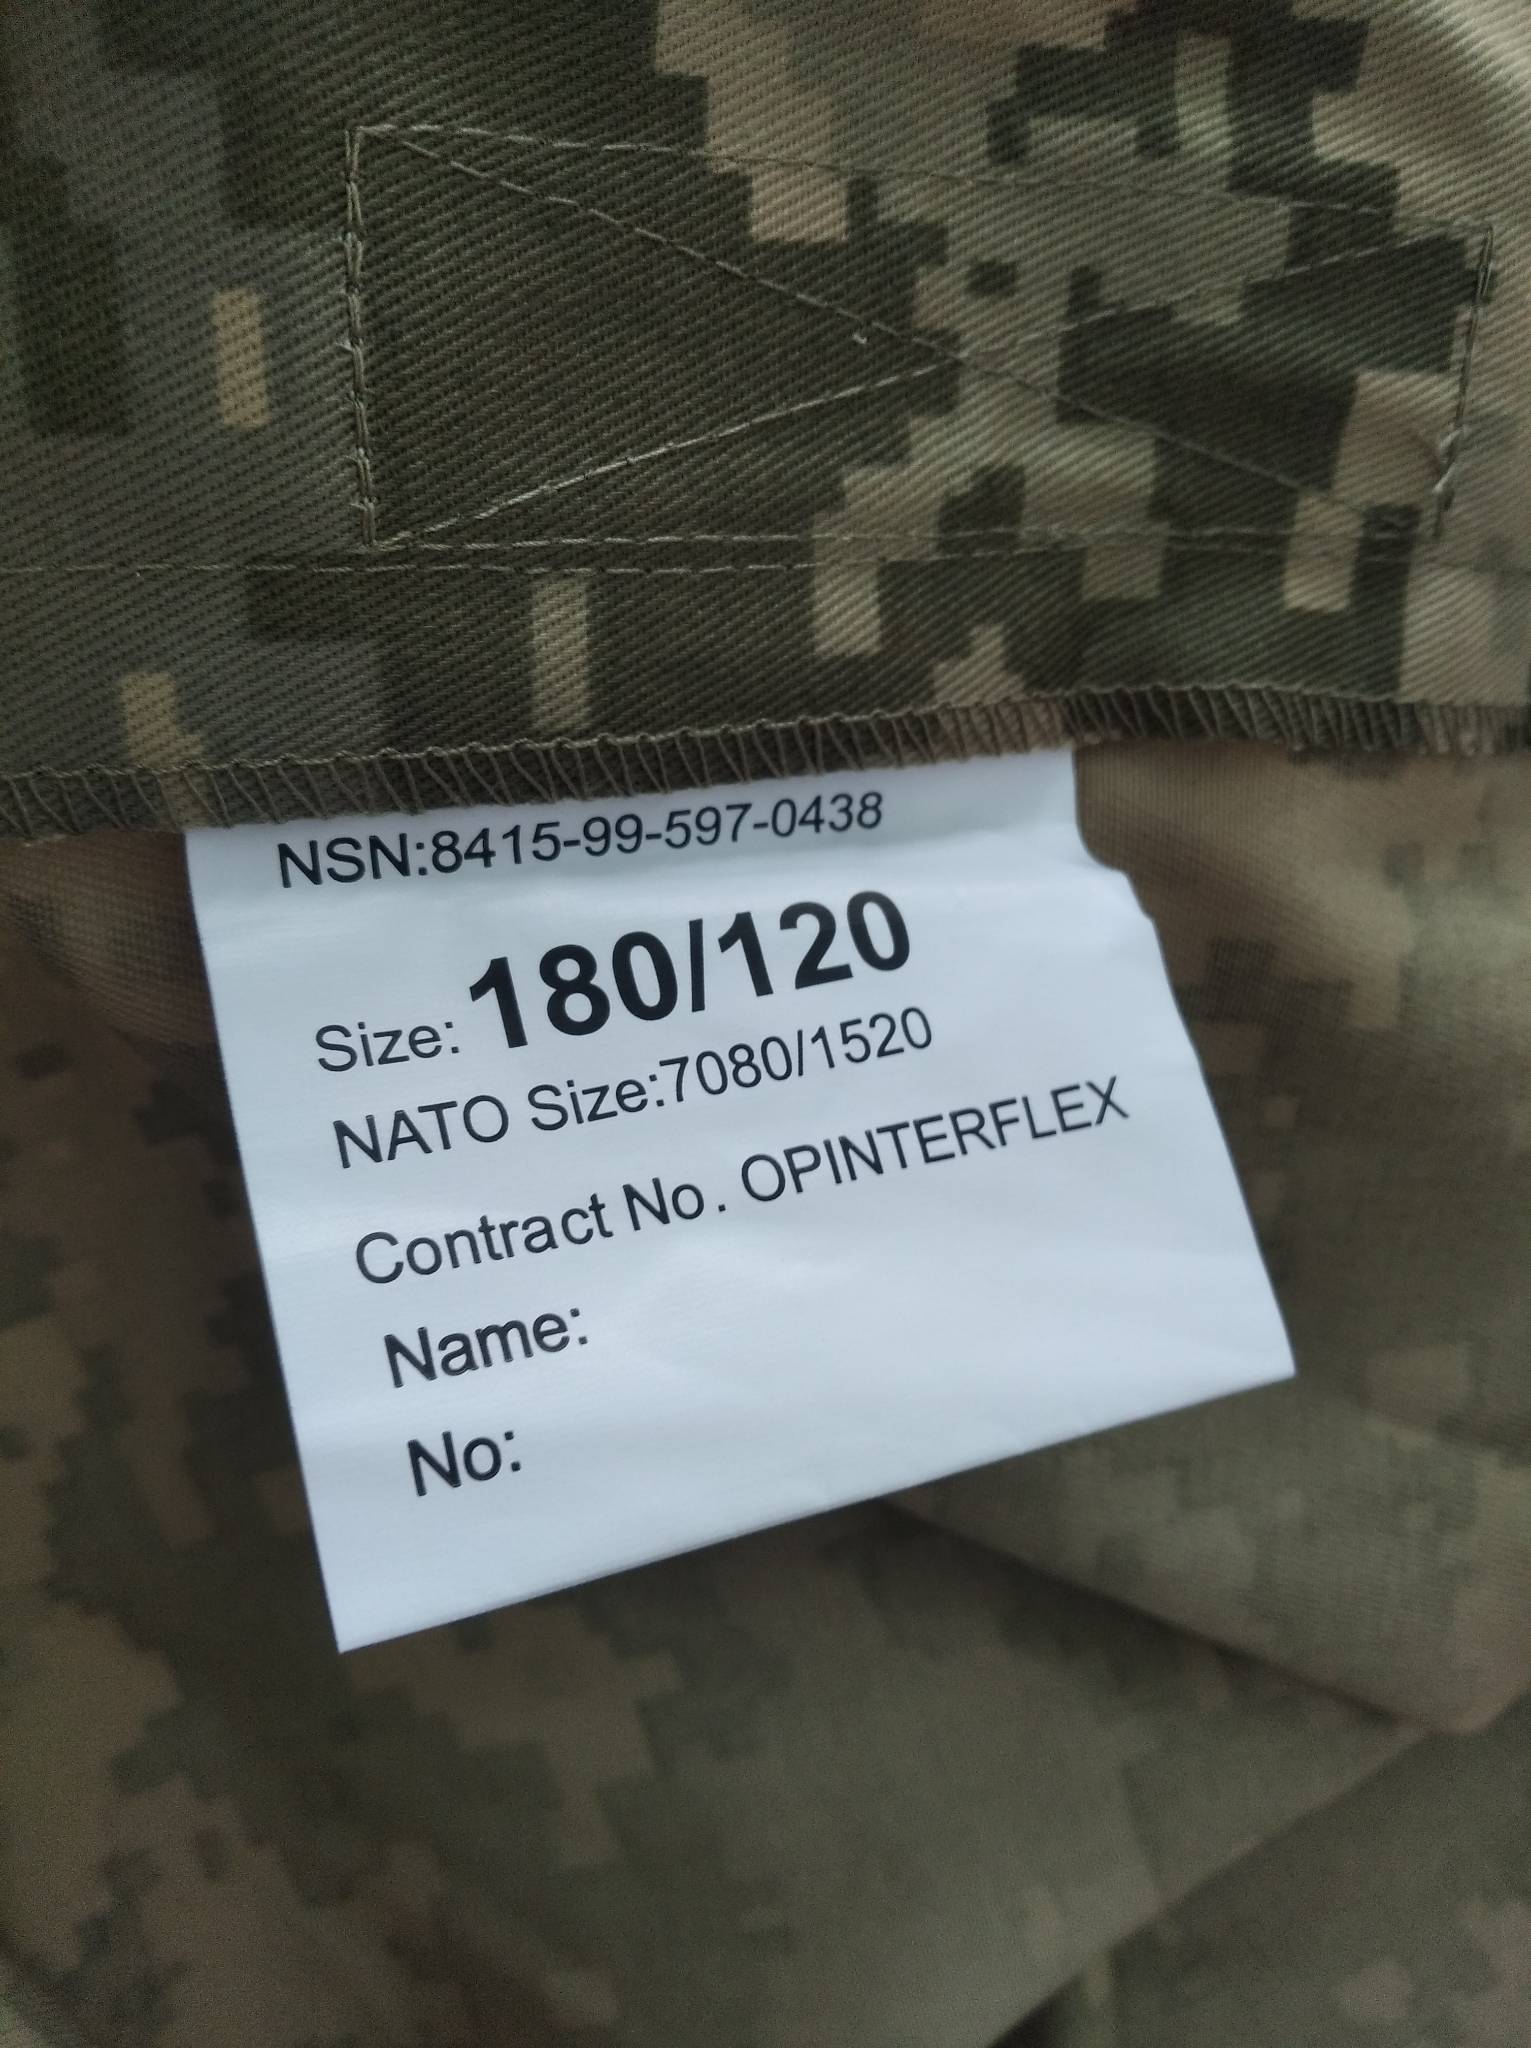 NSN:8415-99-597-0438
Size: 180/120
NATO Size:7080/1520
Contract No. OPINTERFLEX
Name:
No: